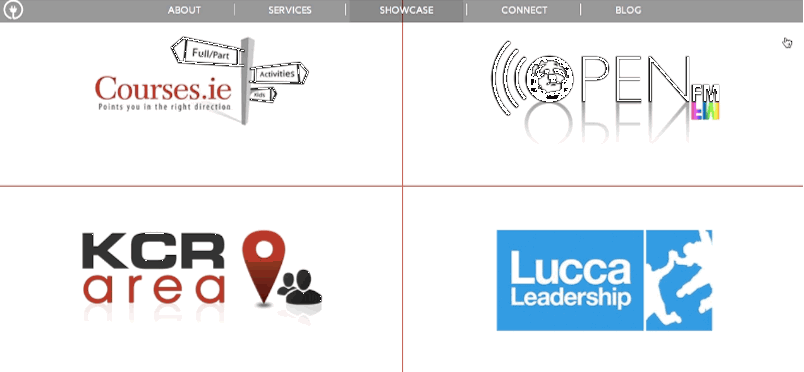 ABOUT SERVICES SHOWCASE CONNECT BLOG
Full/Part
Activities
Kids
Courses.ie
Points you in the right direction
OPEN
FM
KCR
area
Lucca
Leadership